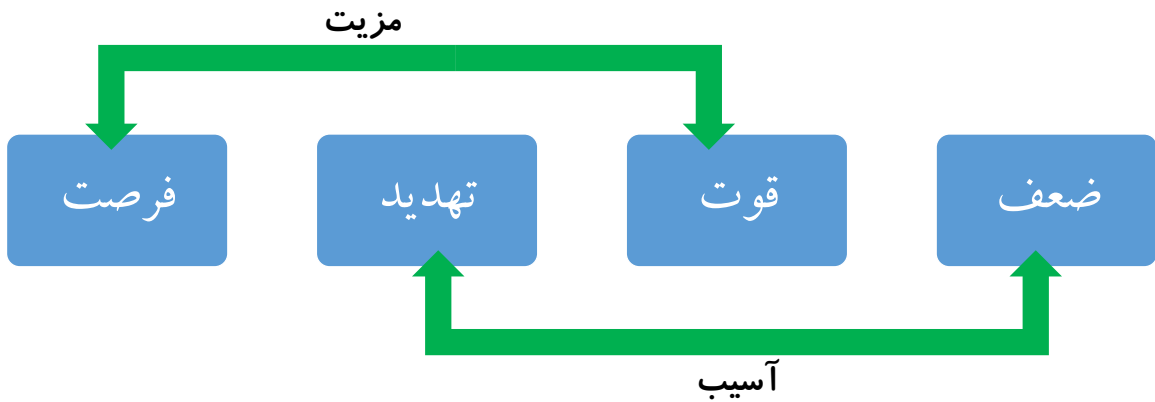 مزیت
ضعف
قوت
تهدید
فرصت
آسیب